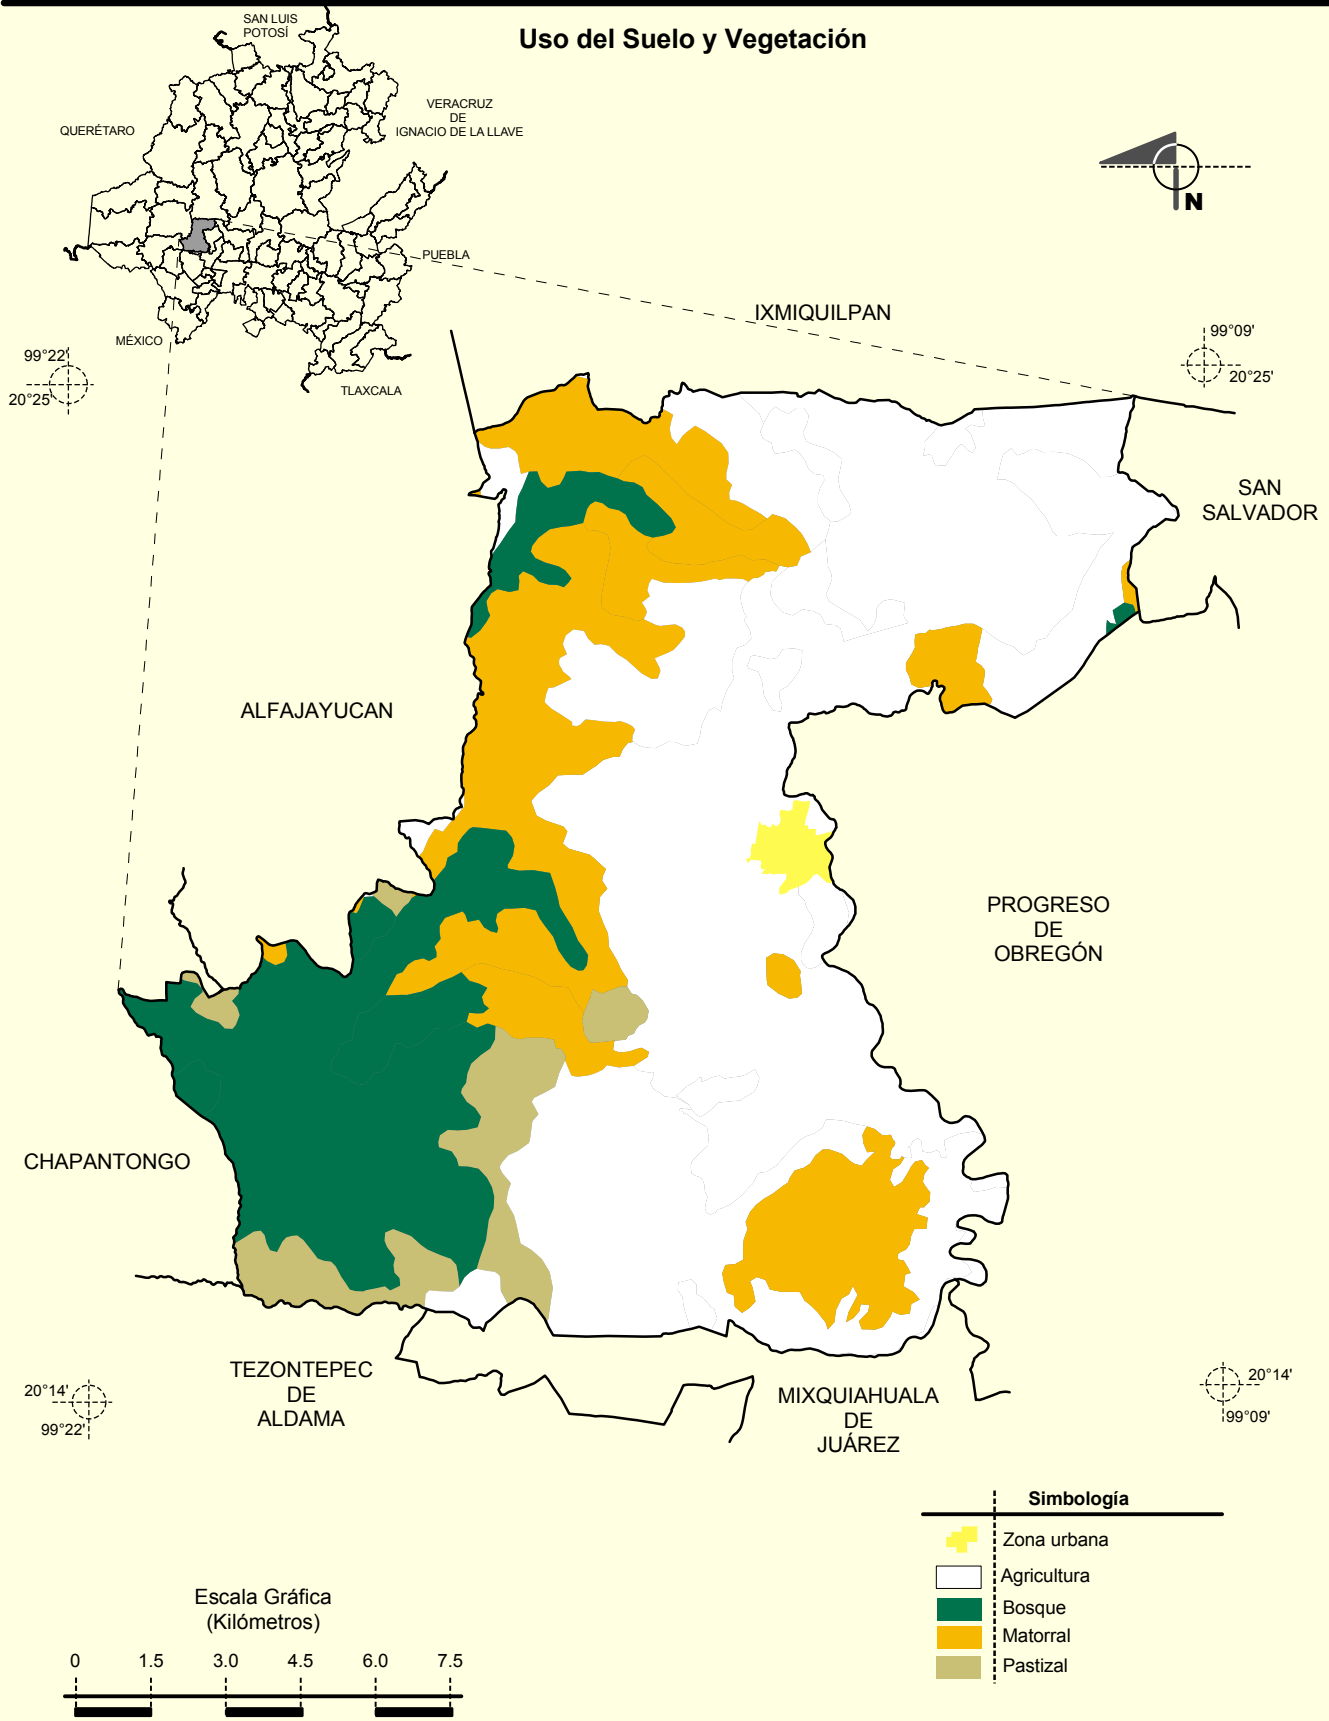 Uso del Suelo y Vegetación
SAN LUIS
POTOSÍ
VERACRUZ
DE
IGNACIO DE LA LLAVE
QUERÉTARO
PUEBLA
MÉXICO
TLAXCALA
N
99°22'
20°25'
99°09'
20°25'
IXMIQUILPAN
SAN
SALVADOR
ALFAJAYUCAN
PROGRESO
DE
OBREGÓN
CHAPANTONGO
TEZONTEPEC
DE
ALDAMA
MIXQUIAHUALA
DE
JUÁREZ
20°14'
99°22'
20°14'
99°09'
Simbología
Zona urbana
Agricultura
Bosque
Matorral
Pastizal
Escala Gráfica
(Kilómetros)
0 1.5 3.0 4.5 6.0 7.5